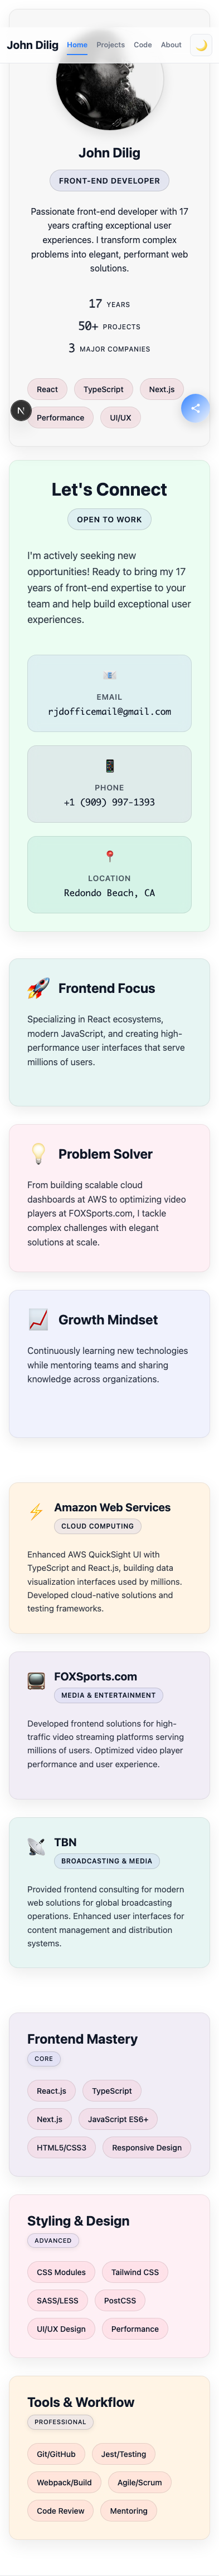 John Dilig Home Projects Code About
John Dilig
FRONT-END DEVELOPER
Passionate front-end developer with 17
years crafting exceptional user
experiences. I transform complex
problems into elegant, performant web
solutions.
17 YEARS
50+ PROJECTS
3 MAJOR COMPANIES
React TypeScript Next.js
N
Performance UI/UX
Let's Connect
OPEN TO WORK
I'm actively seeking new
opportunities! Ready to bring my 17
years of front-end expertise to your
team and help build exceptional user
experiences.
EMAIL
rjdofficemail@gmail.com
PHONE
+1 (909) 997-1393
LOCATION
Redondo Beach, CA
Frontend Focus
Specializing in React ecosystems,
modern JavaScript, and creating high-
performance user interfaces that serve
millions of users.
Problem Solver
From building scalable cloud
dashboards at AWS to optimizing video
players at FOXSports.com, I tackle
complex challenges with elegant
solutions at scale.
Growth Mindset
Continuously learning new technologies
while mentoring teams and sharing
knowledge across organizations.
Amazon Web Services
CLOUD COMPUTING
Enhanced AWS QuickSight UI with
TypeScript and React.js, building data
visualization interfaces used by millions.
Developed cloud-native solutions and
testing frameworks.
FOXSports.com
MEDIA & ENTERTAINMENT
Developed frontend solutions for high-
traffic video streaming platforms serving
millions of users. Optimized video player
performance and user experience.
TBN
BROADCASTING & MEDIA
Provided frontend consulting for modern
web solutions for global broadcasting
operations. Enhanced user interfaces for
content management and distribution
systems.
Frontend Mastery
CORE
React.js TypeScript
Next.js JavaScript ES6+
HTML5/CSS3 Responsive Design
Styling & Design
ADVANCED
CSS Modules Tailwind CSS
SASS/LESS PostCSS
UI/UX Design Performance
Tools & Workflow
PROFESSIONAL
Git/GitHub Jest/Testing
Webpack/Build Agile/Scrum
Code Review Mentoring